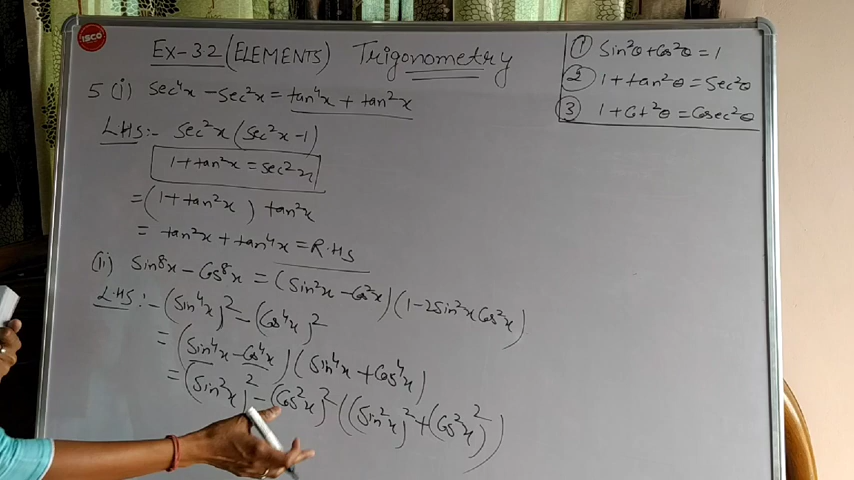 ISCO
Ex-32 (ELEMENTS) Trigonometry
① Sin²θ + Cos²θ = 1
② 1 + tan²θ = Sec²θ
③ 1 + Cot²θ = Cosec²θ
5 (i) Sec⁴x - Sec²x = tan⁴x + tan²x
LHS:- Sec²x (Sec²x - 1)
1 + tan²x = Sec²x
= (1 + tan²x) tan²x
= tan²x + tan⁴x = R.HS
(ii) Sin⁸x - Cos⁸x = (Sin²x - Cos²x) (1 - 2Sin²x Cos²x)
LHS:- (Sin⁴x)² - (Cos⁴x)²
= (Sin⁴x - Cos⁴x) (Sin⁴x + Cos⁴x)
= (Sin²x)² - (Cos²x)² ((Sin²x)² + (Cos²x)²)